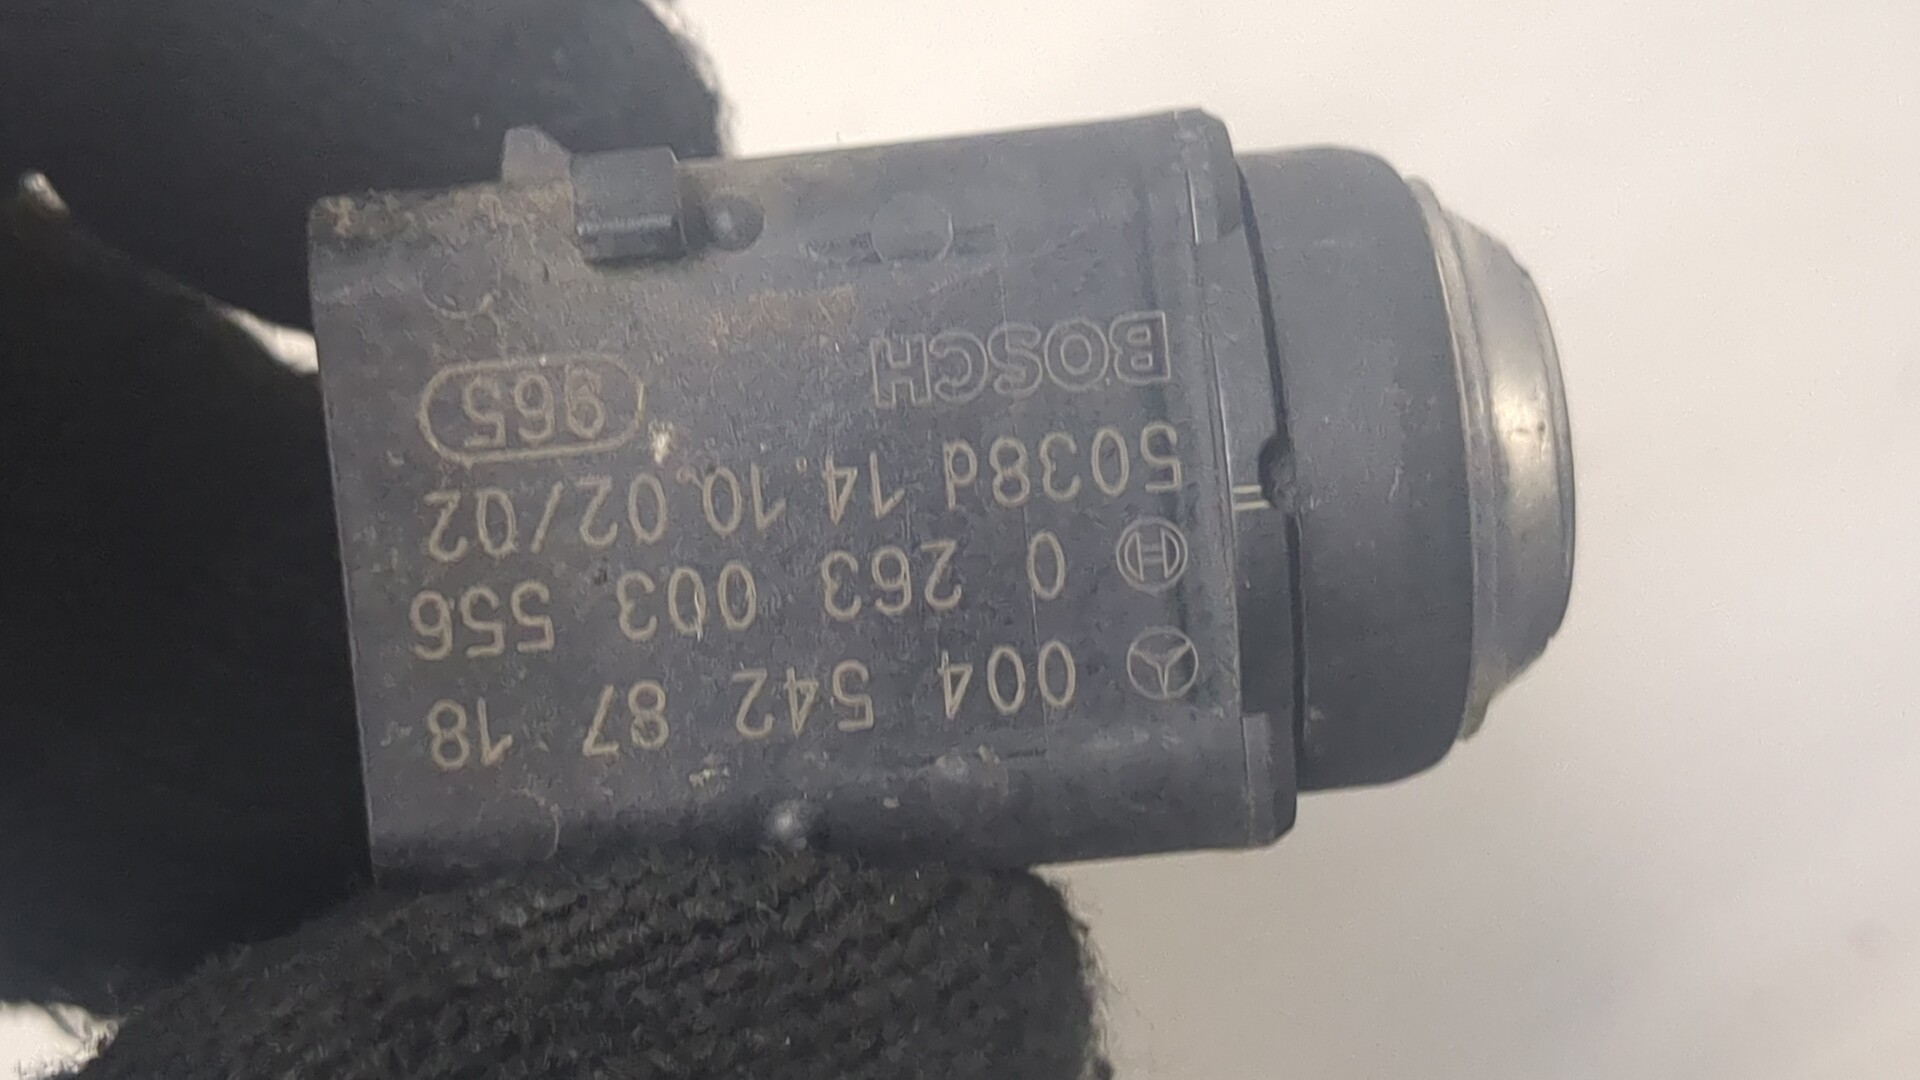 004 542 87 18
0 263 003 556
5038d 14.10.02/02
BOSCH 965